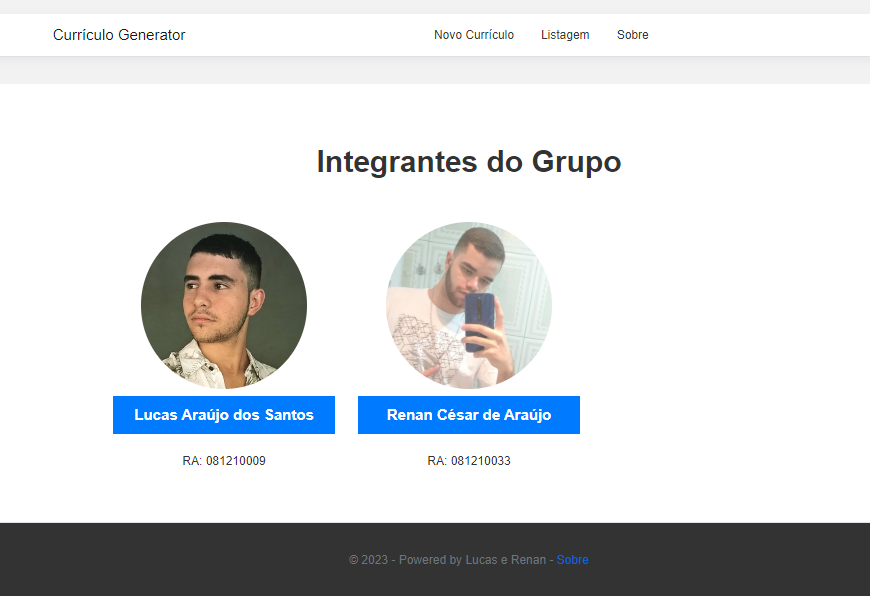 Currículo Generator
Novo Currículo Listagem Sobre
Integrantes do Grupo
Lucas Araújo dos Santos
RA: 081210009
Renan César de Araújo
RA: 081210033
© 2023 - Powered by Lucas e Renan - Sobre